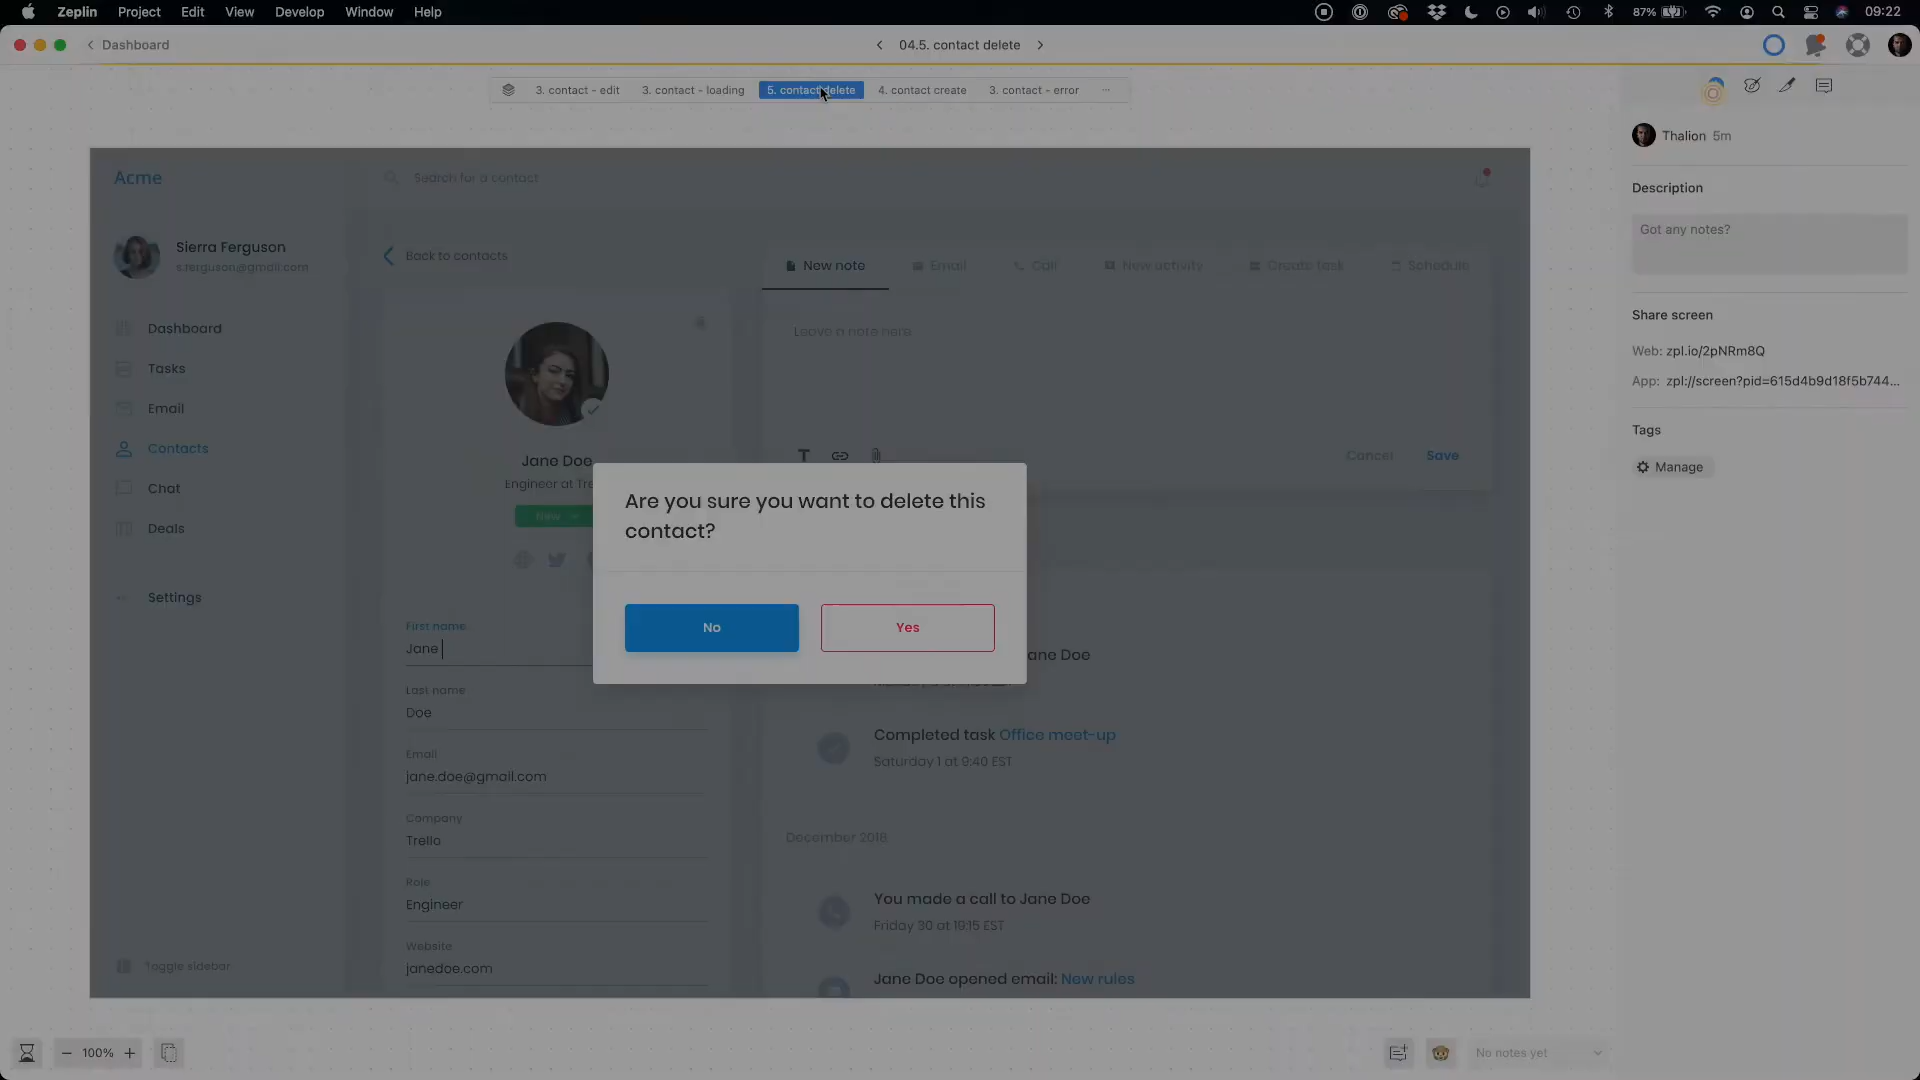 Zeplin Project Edit View Develop Window Help 87% 09:22
Dashboard
04.5. contact delete
3. contact - edit 3. contact - loading 5. contact delete 4. contact create 3. contact - error ...
Acme
Search for a contact
Sierra Ferguson
s.ferguson@gmail.com
Dashboard
Tasks
Email
Contacts
Chat
Deals
Settings
Toggle sidebar
Back to contacts
Jane Doe
New
First name
Jane
Last name
Doe
Email
jane.doe@gmail.com
Company
Trello
Role
Engineer
Website
janedoe.com
New note Email Call New activity Create task Schedule
Leave a note here
T
Cancel Save
Are you sure you want to delete this
contact?
No Yes
Jane Doe
Completed task Office meet-up
Saturday 1 at 9:40 EST
December 2018
You made a call to Jane Doe
Friday 30 at 19:15 EST
Jane Doe opened email: New rules
Thalion 5m
Description
Got any notes?
Share screen
Web: zpl.io/2pNRm8Q
App: zpl://screen?pid=615d4b9d18f5b744...
Tags
Manage
100%
No notes yet